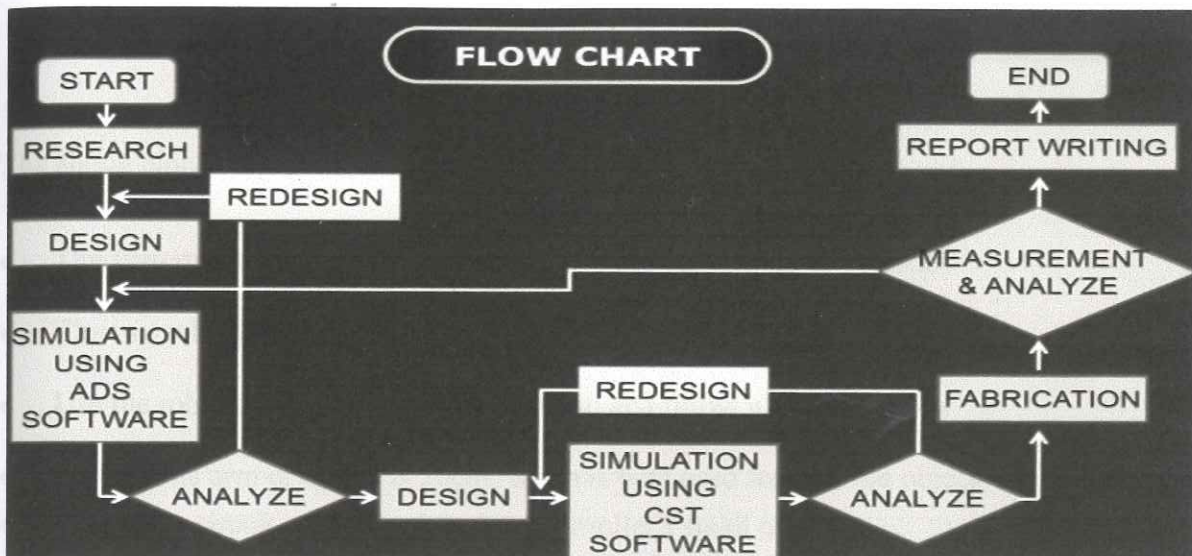 FLOW CHART
START
RESEARCH
REDESIGN
DESIGN
SIMULATION
USING
ADS
SOFTWARE
ANALYZE
DESIGN
REDESIGN
SIMULATION
USING
CST
SOFTWARE
ANALYZE
FABRICATION
MEASUREMENT
& ANALYZE
REPORT WRITING
END